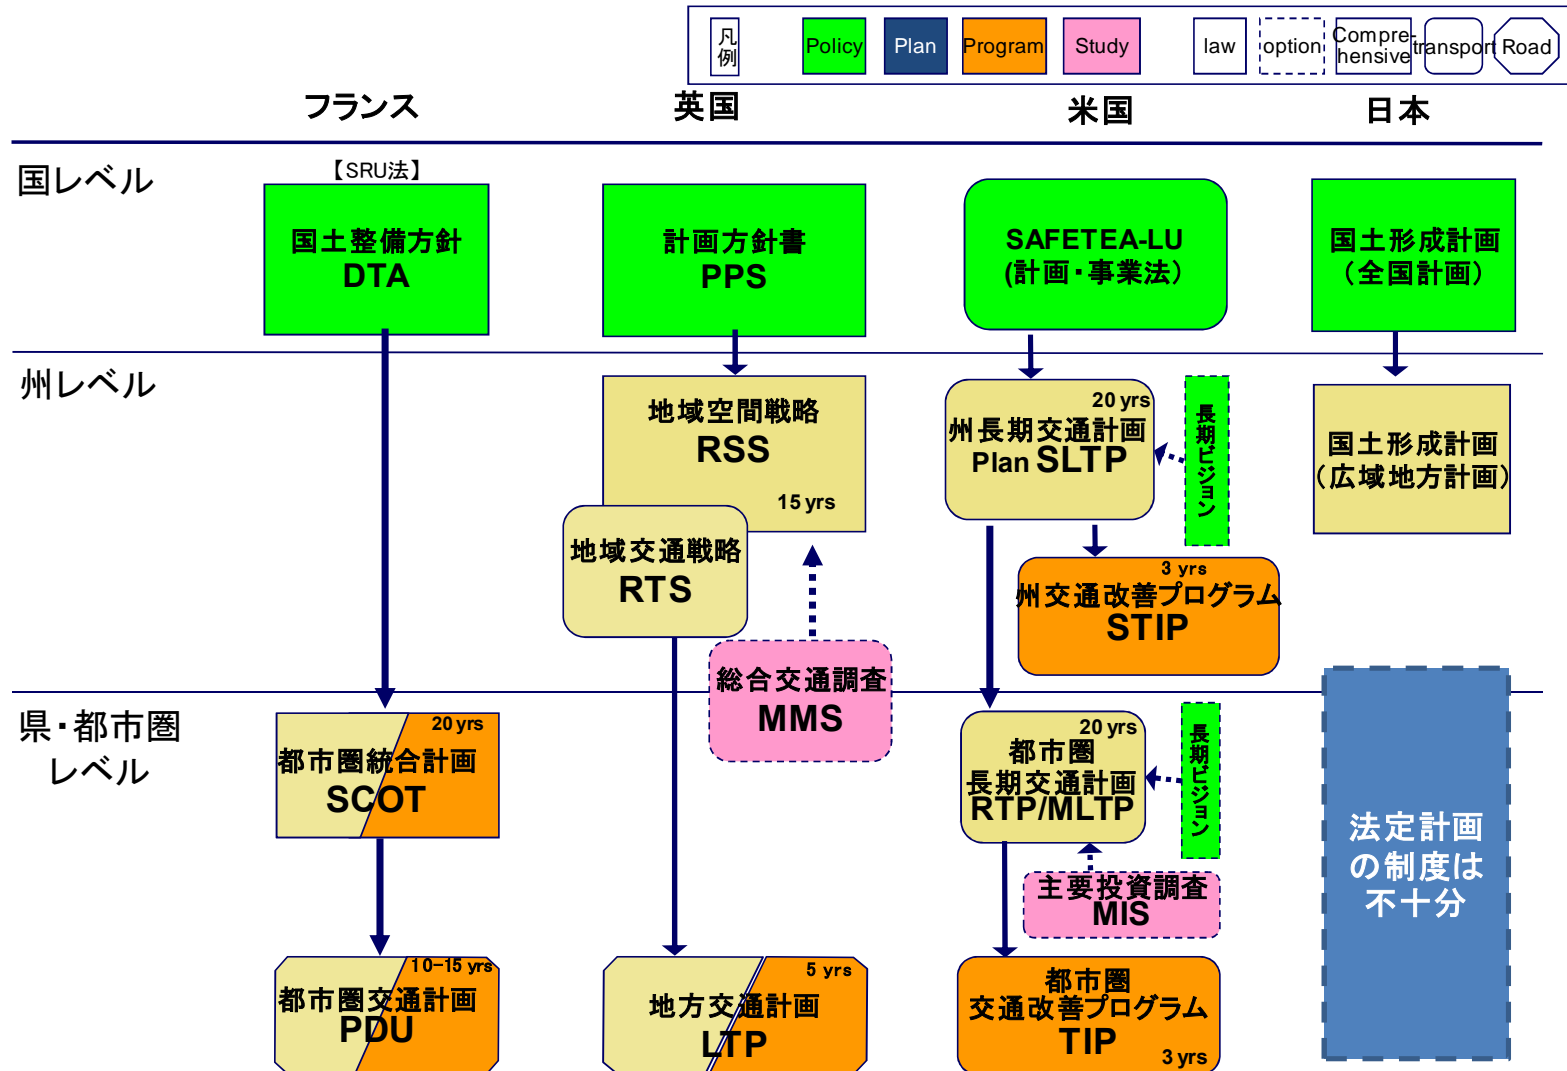 凡
例
Policy
Plan
Program
Study
law
option
Compre-
hensive
transport
Road
フランス
英国
米国
日本
国レベル
【SRU法】
国土整備方針
DTA
計画方針書
PPS
SAFETEA-LU
(計画・事業法）
国土形成計画
（全国計画）
州レベル
地域空間戦略
RSS
15 yrs
地域交通戦略
RTS
20 yrs
州長期交通計画
Plan SLTP
長期ビジョン
国土形成計画
（広域地方計画）
3 yrs
州交通改善プログラム
STIP
総合交通調査
MMS
県・都市圏
レベル
20 yrs
都市圏統合計画
SCOT
20 yrs
都市圏
長期交通計画
RTP/MLTP
長期ビジョン
主要投資調査
MIS
法定計画
の制度は
不十分
10-15 yrs
都市圏交通計画
PDU
5 yrs
地方交通計画
LTP
都市圏
交通改善プログラム
TIP
3 yrs